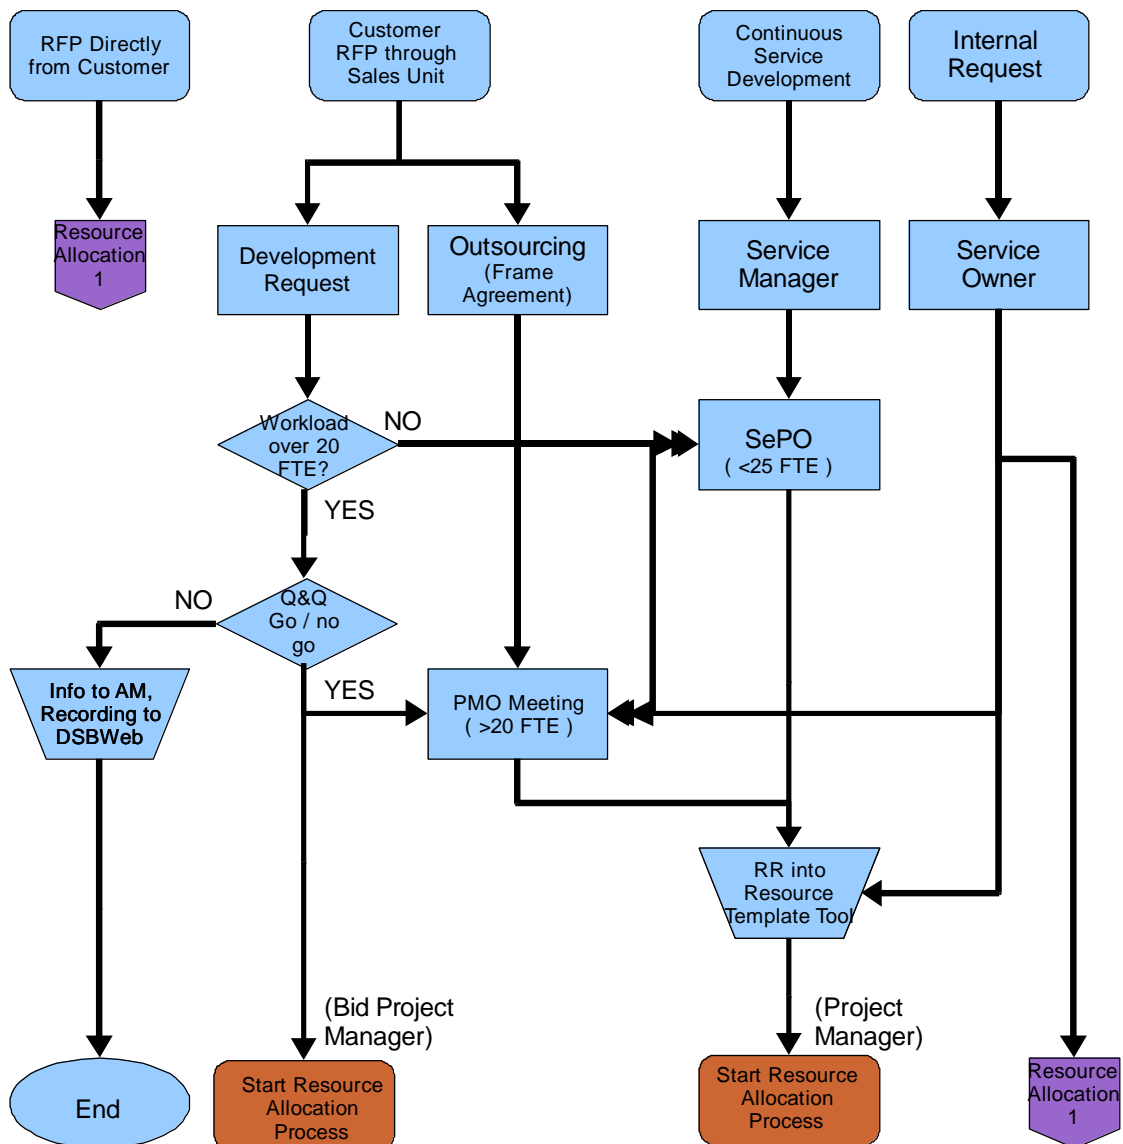 RFP Directly
from Customer
Customer
RFP through
Sales Unit
Continuous
Service
Development
Internal
Request
Resource
Allocation
1
Development
Request
Outsourcing
(Frame
Agreement)
Service
Manager
Service
Owner
Workload
over 20
FTE?
NO
SePO
( <25 FTE )
YES
NO
Q&Q
Go / no
go
YES
Info to AM,
Recording to
DSBWeb
PMO Meeting
( >20 FTE )
RR into
Resource
Template Tool
(Bid Project
Manager)
(Project
Manager)
End
Start Resource
Allocation
Process
Start Resource
Allocation
Process
Resource
Allocation
1